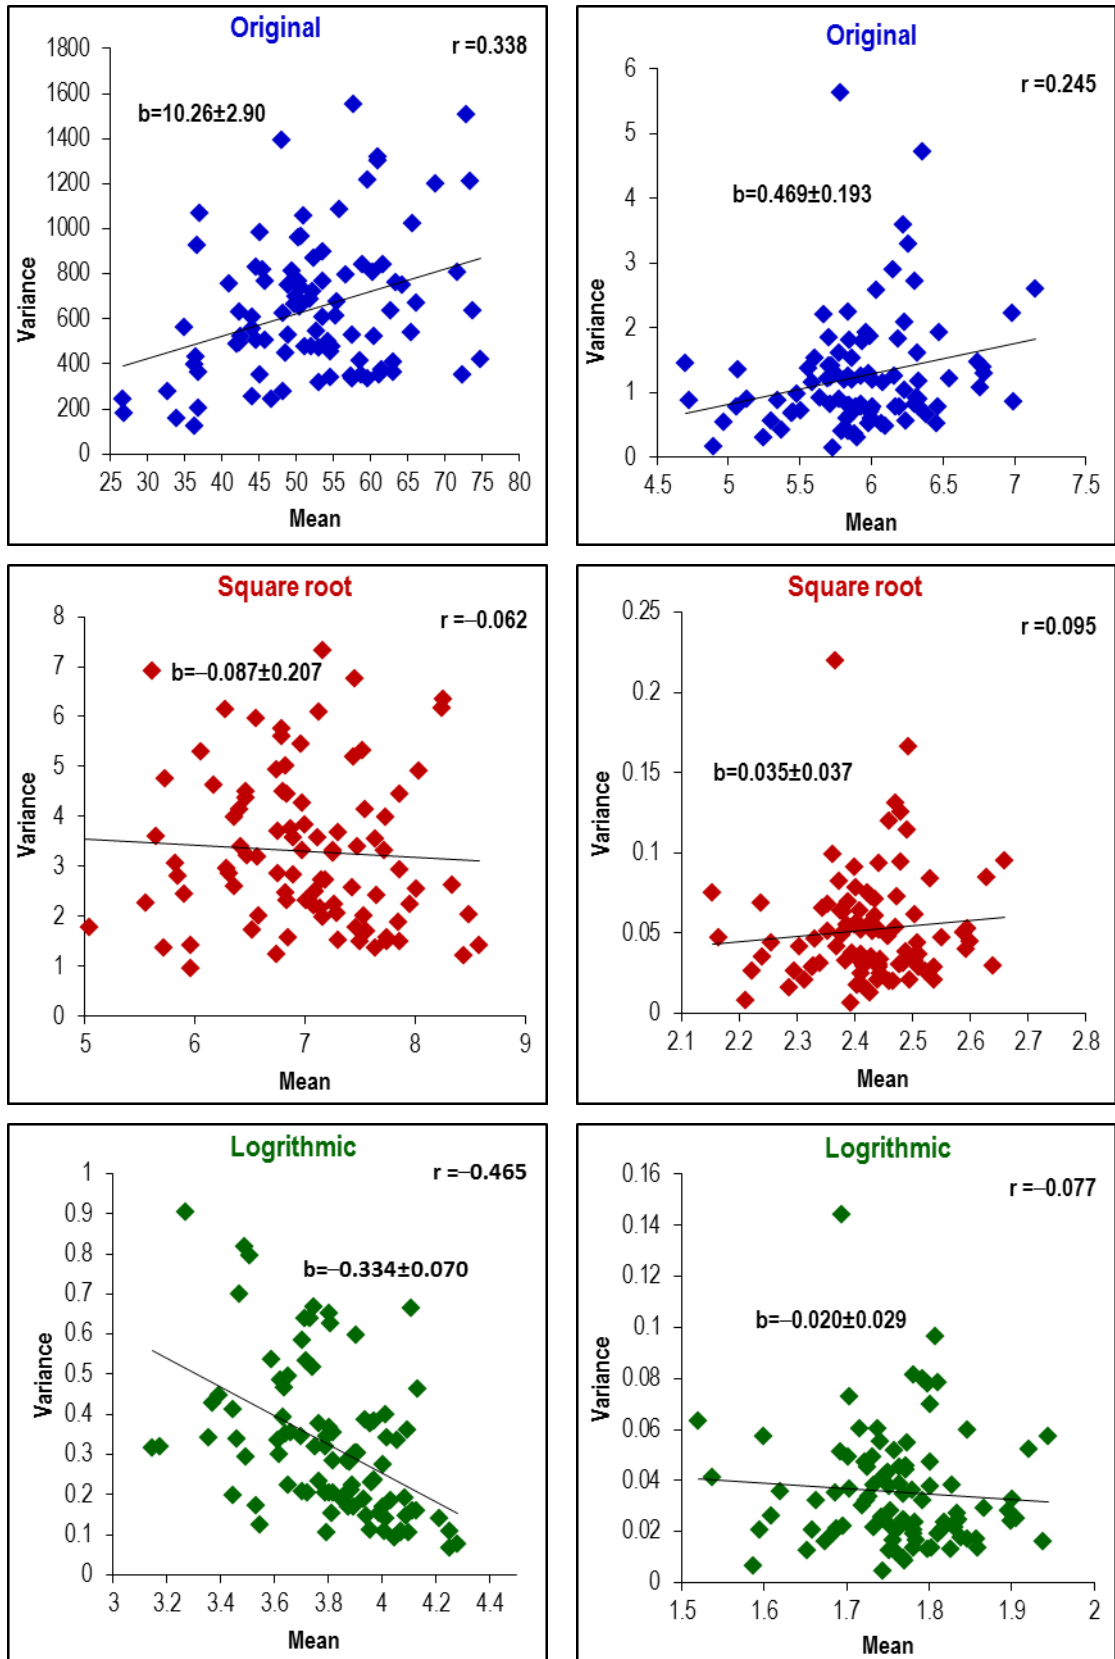 Original
r =0.338
b=10.26±2.90
Variance
1800
1600
1400
1200
1000
800
600
400
200
0
25 30 35 40 45 50 55 60 65 70 75 80
Mean
Original
r =0.245
b=0.469±0.193
Variance
6
5
4
3
2
1
0
4.5 5 5.5 6 6.5 7 7.5
Mean
Square root
r =–0.062
b=–0.087±0.207
Variance
8
7
6
5
4
3
2
1
0
5 6 7 8 9
Mean
Square root
r =0.095
b=0.035±0.037
Variance
0.25
0.2
0.15
0.1
0.05
0
2.1 2.2 2.3 2.4 2.5 2.6 2.7 2.8
Mean
Logrithmic
r =–0.465
b=–0.334±0.070
Variance
1
0.9
0.8
0.7
0.6
0.5
0.4
0.3
0.2
0.1
0
3 3.2 3.4 3.6 3.8 4 4.2 4.4
Mean
Logrithmic
r =–0.077
b=–0.020±0.029
Variance
0.16
0.14
0.12
0.1
0.08
0.06
0.04
0.02
0
1.5 1.6 1.7 1.8 1.9 2
Mean